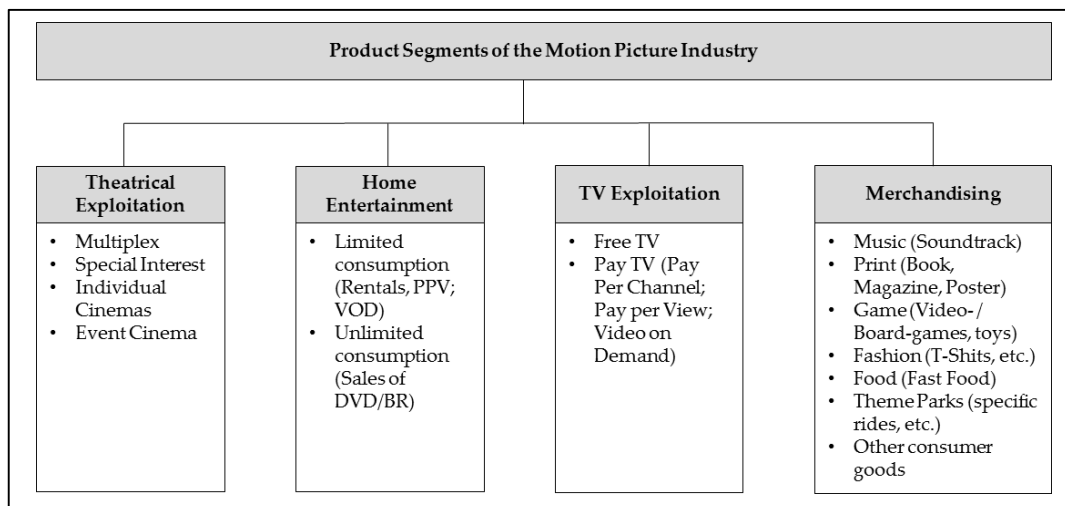 Product Segments of the Motion Picture Industry
Theatrical
Exploitation
• Multiplex
• Special Interest
• Individual
Cinemas
• Event Cinema
Home
Entertainment
• Limited
consumption
(Rentals, PPV;
VOD)
• Unlimited
consumption
(Sales of
DVD/BR)
TV Exploitation
• Free TV
• Pay TV (Pay
Per Channel;
Pay per View;
Video on
Demand)
Merchandising
• Music (Soundtrack)
• Print (Book,
Magazine, Poster)
• Game (Video-/
Board-games, toys)
• Fashion (T-Shits, etc.)
• Food (Fast Food)
• Theme Parks (specific
rides, etc.)
• Other consumer
goods